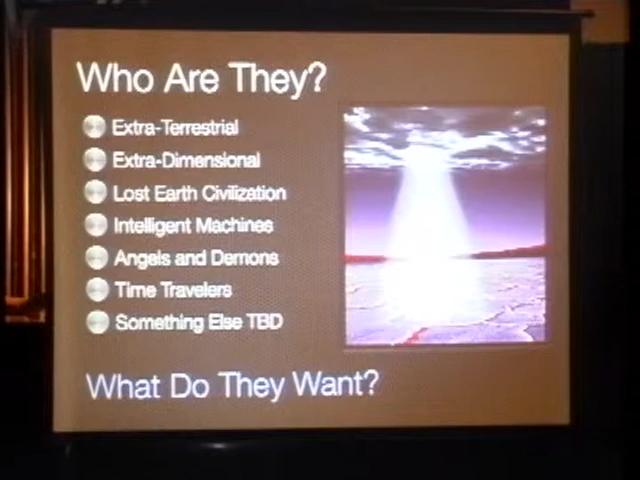 Who Are They?
Extra-Terrestrial
Extra-Dimensional
Lost Earth Civilization
Intelligent Machines
Angels and Demons
Time Travelers
Something Else TBD
What Do They Want?